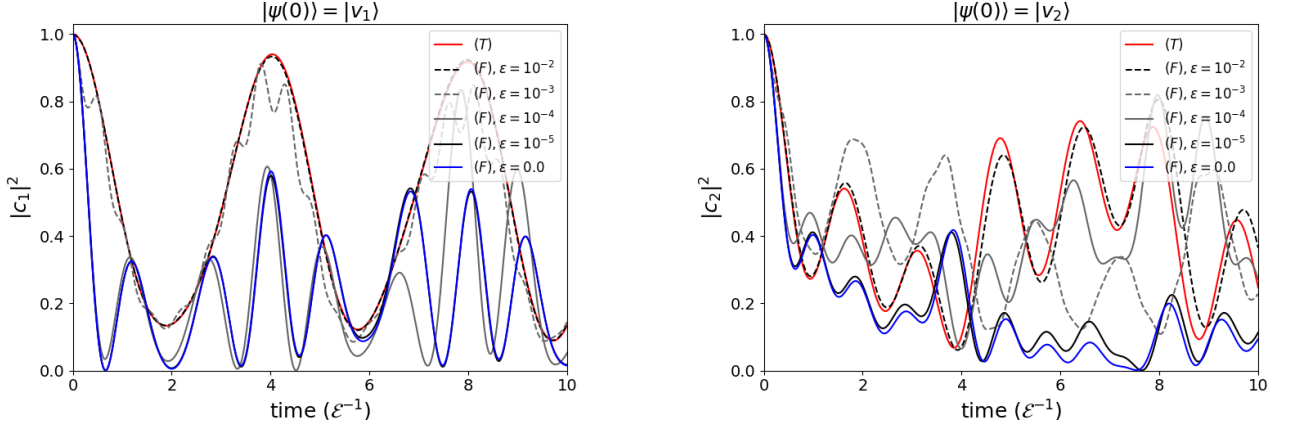 |ψ(0)⟩ = |v₁⟩
|c₁|²
1.0
0.8
0.6
0.4
0.2
0.0
0
2
4
6
8
10
time (ℰ⁻¹)
(T)
(F), ε = 10⁻²
(F), ε = 10⁻³
(F), ε = 10⁻⁴
(F), ε = 10⁻⁵
(F), ε = 0.0
|ψ(0)⟩ = |v₂⟩
|c₂|²
1.0
0.8
0.6
0.4
0.2
0.0
0
2
4
6
8
10
time (ℰ⁻¹)
(T)
(F), ε = 10⁻²
(F), ε = 10⁻³
(F), ε = 10⁻⁴
(F), ε = 10⁻⁵
(F), ε = 0.0